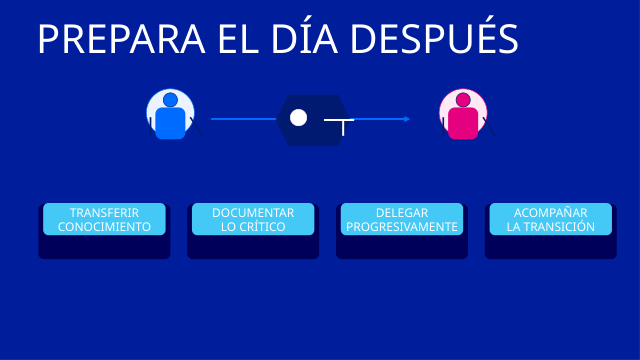 PREPARA EL DÍA DESPUÉS
TRANSFERIR
CONOCIMIENTO
DOCUMENTAR
LO CRÍTICO
DELEGAR
PROGRESIVAMENTE
ACOMPAÑAR
LA TRANSICIÓN